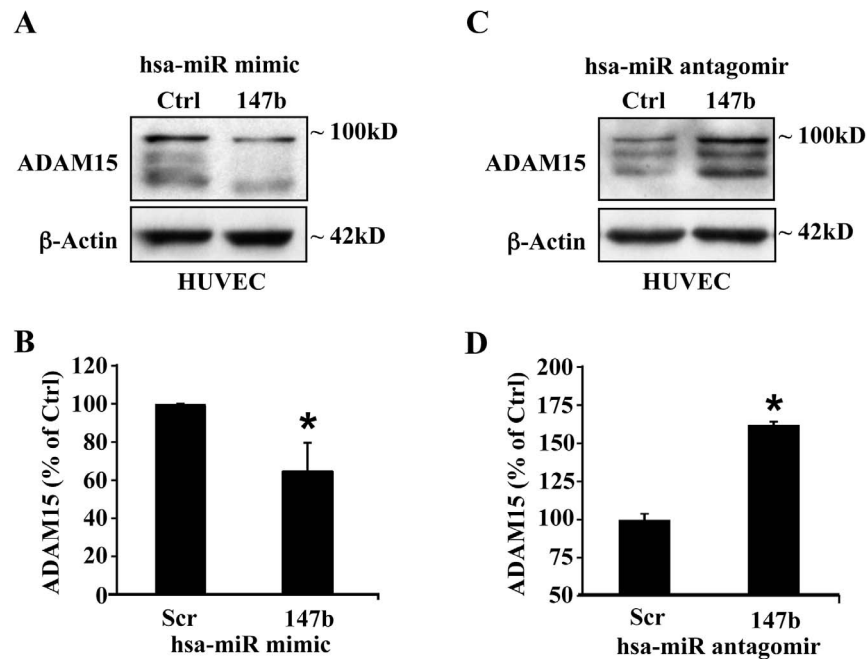 A
hsa-miR mimic
Ctrl 147b
ADAM15
~ 100kD
β-Actin
~ 42kD
HUVEC
C
hsa-miR antagomir
Ctrl 147b
ADAM15
~ 100kD
β-Actin
~ 42kD
HUVEC
B
ADAM15 (% of Ctrl)
120
100
80
60
40
20
0
*
Scr 147b
hsa-miR mimic
D
ADAM15 (% of Ctrl)
200
175
150
125
100
75
50
*
Scr 147b
hsa-miR antagomir